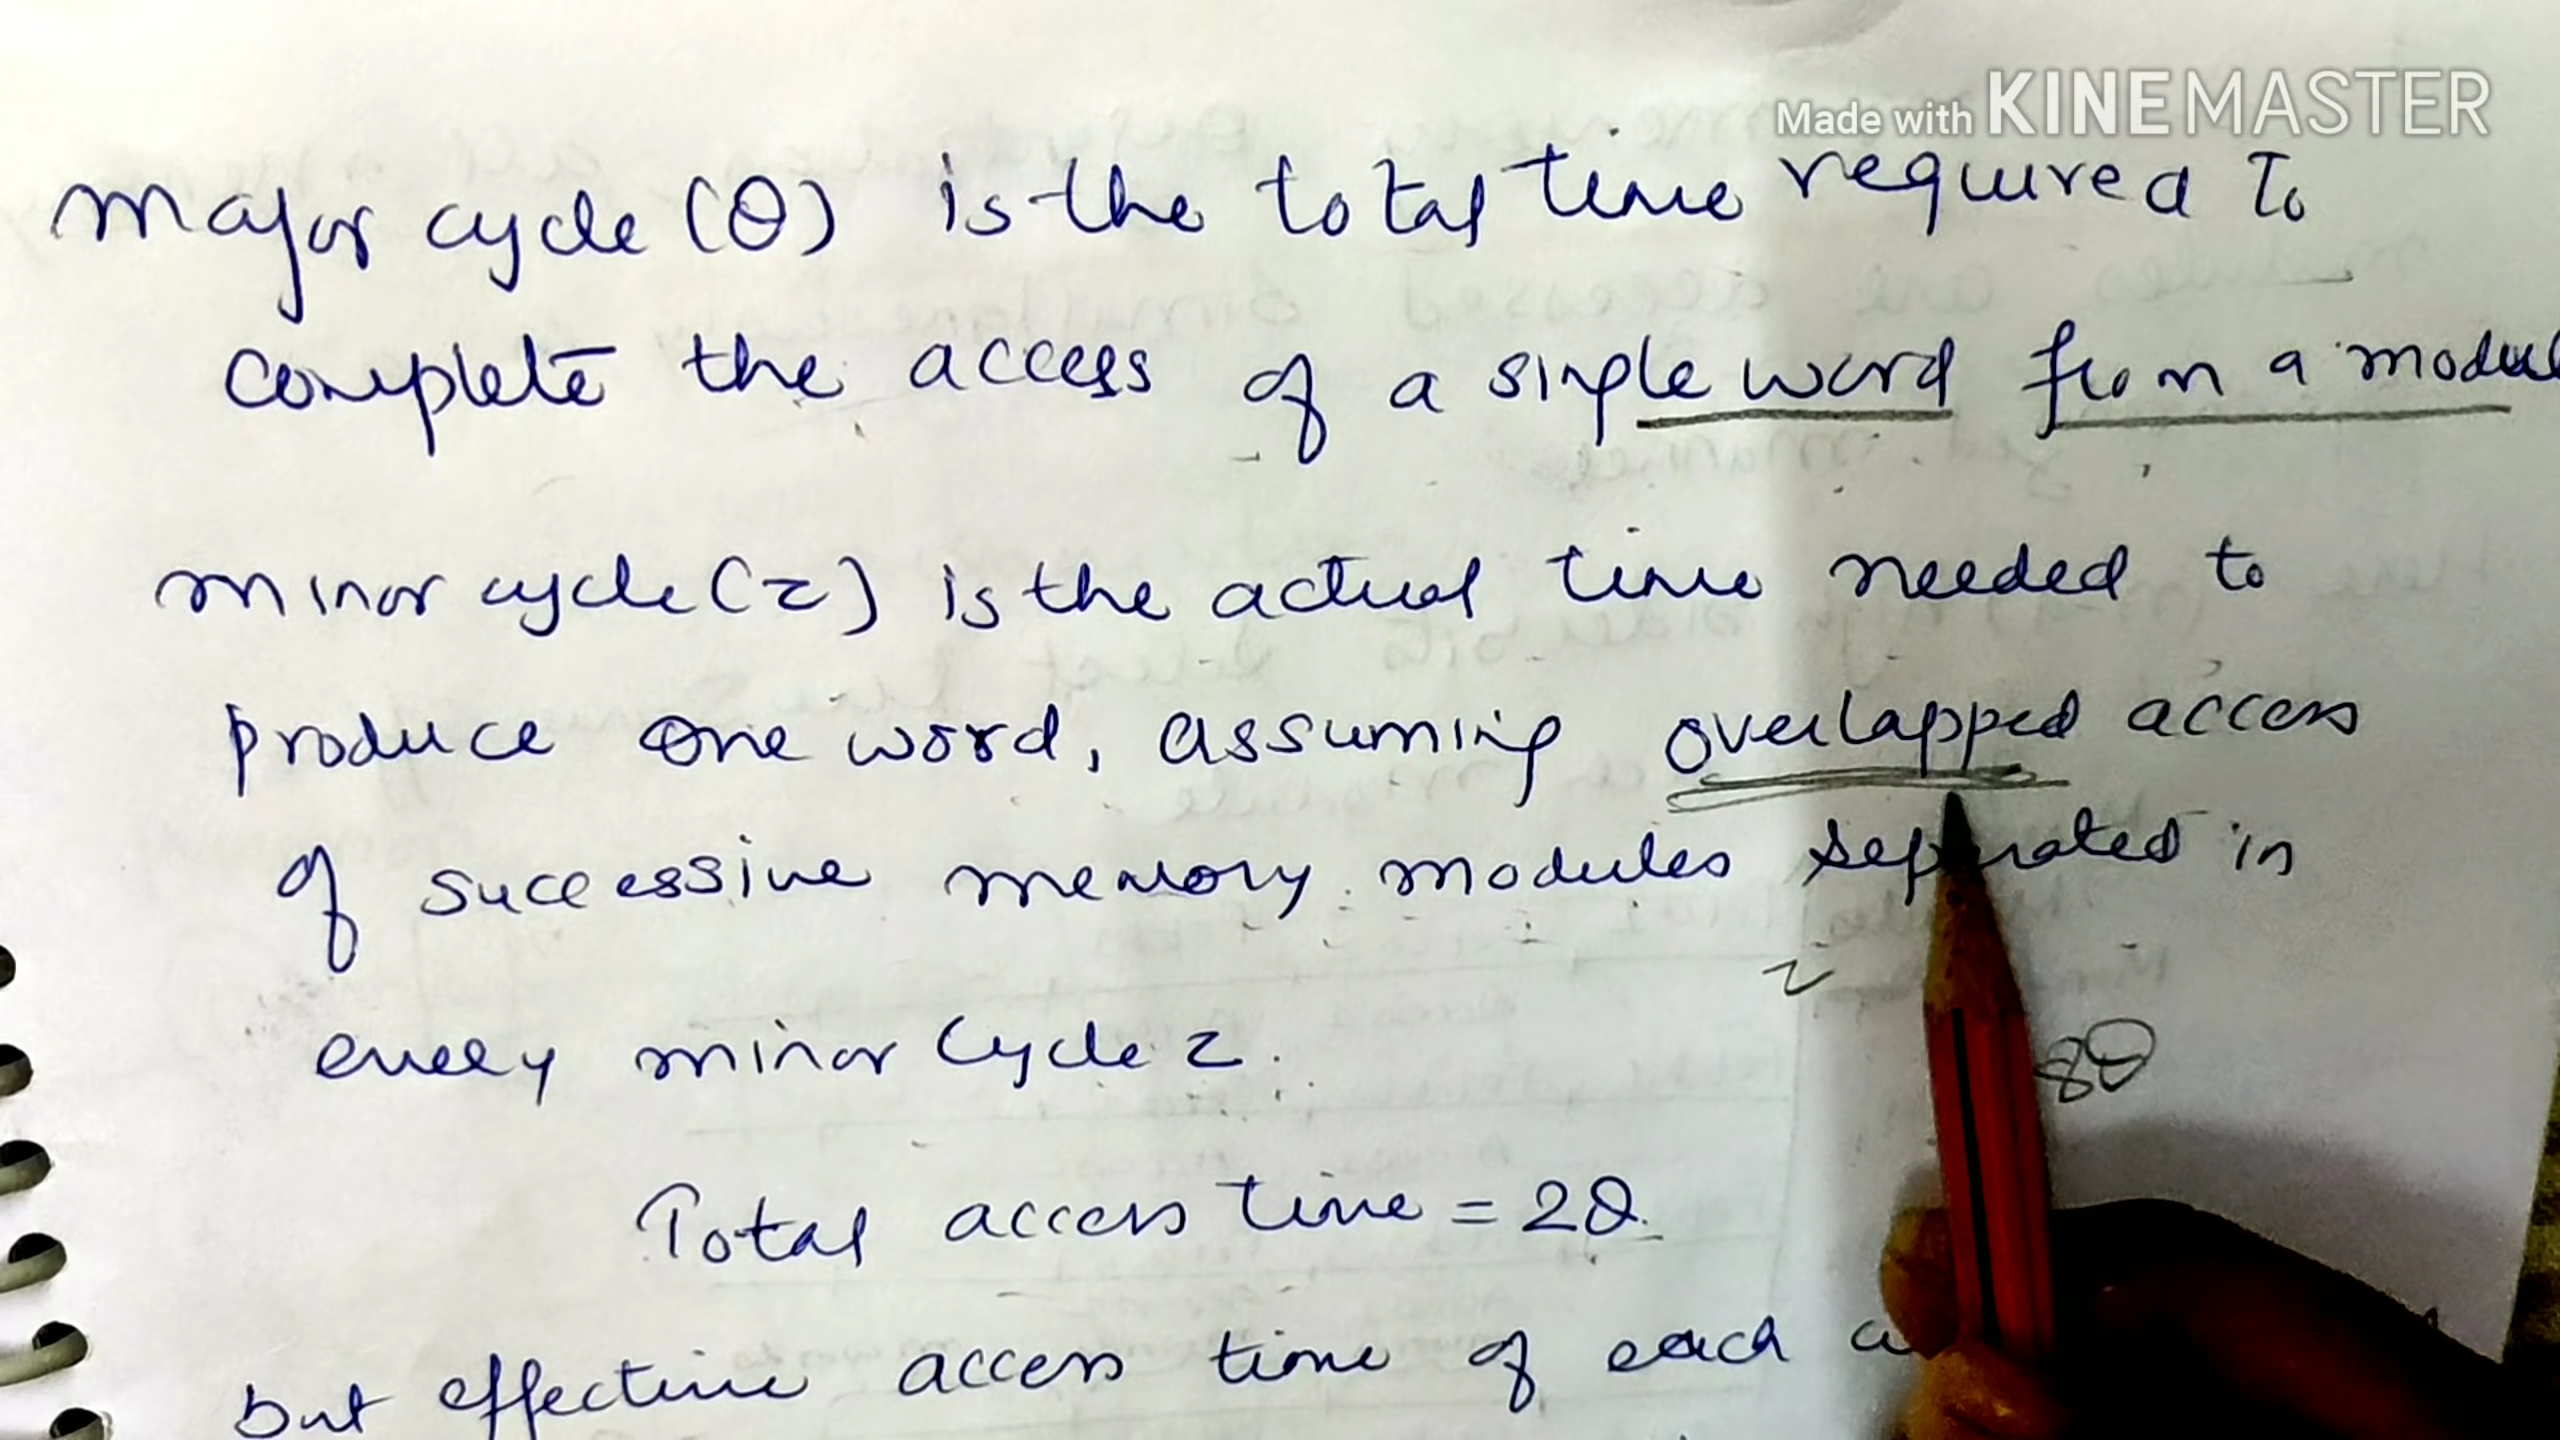 Made with KINEMASTER
Major cycle (θ) is the total time required to
complete the access of a single word from a modul
minor cycle (τ) is the actual time needed to
produce one word, assuming overlapped access
of successive memory modules separated in
τ
every minor cycle τ.
80
Total access time = 2θ.
but effective access time of each